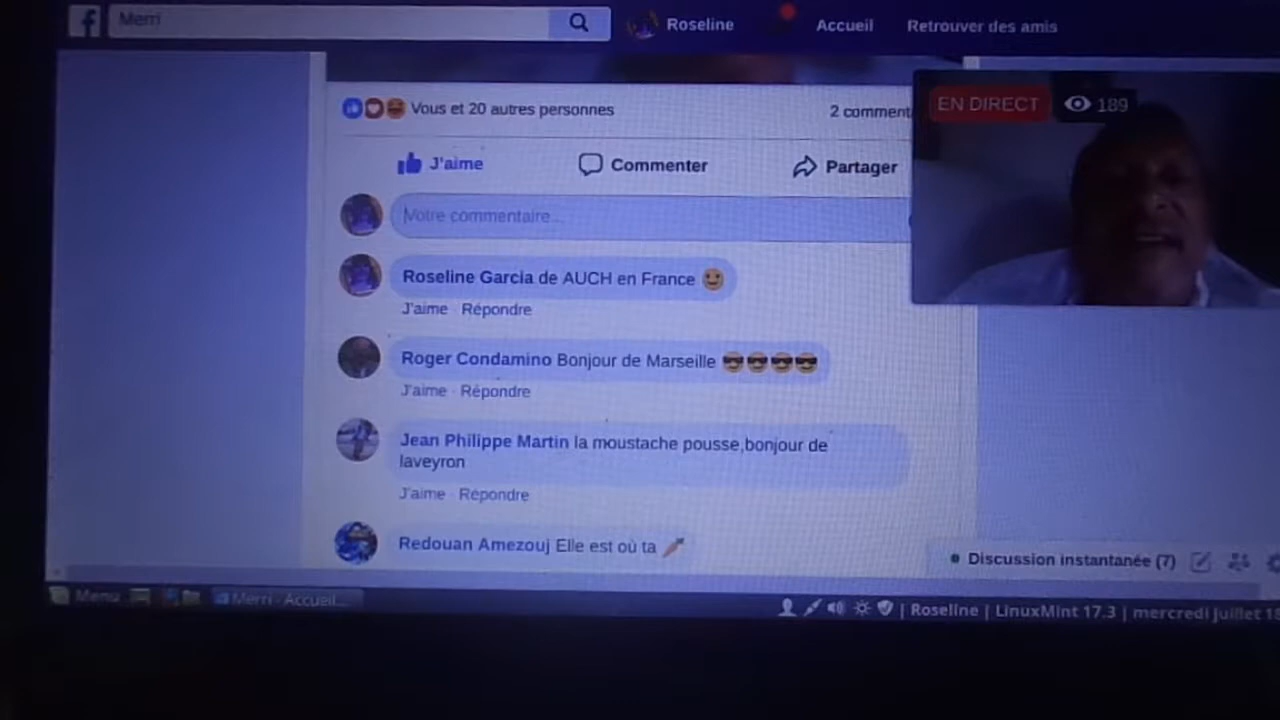 f Merri Roseline Accueil Retrouver des amis
Vous et 20 autres personnes 2 comment
EN DIRECT 189
J'aime Commenter Partager
Votre commentaire...
Roseline Garcia de AUCH en France
J'aime · Répondre
Roger Condamino Bonjour de Marseille
J'aime · Répondre
Jean Philippe Martin la moustache pousse,bonjour de
laveyron
J'aime · Répondre
Redouan Amezouj Elle est où ta
Discussion instantanée (7)
Menu Merri - Accueil... | Roseline | LinuxMint 17.3 | mercredi juillet 18